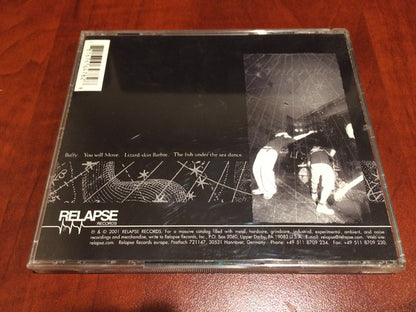 Buffy. You will Move. Lizard skin Barbie. The fish under the sea dance.
RELAPSE
RECORDS
℗ & © 2001 RELAPSE RECORDS. For a massive catalog filled with metal, hardcore, grindcore, industrial, experimental, ambient, and noise
recordings and merchandise, write to Relapse Records, Inc., P.O. Box 2060, Upper Darby, PA 19082 U.S.A. E-mail: relapse@relapse.com. Web site:
relapse.com. Relapse Records europe, Postfach 721147, 30531 Hannover, Germany. Phone: +49 511 8709 234. Fax: +49 511 8709 230.